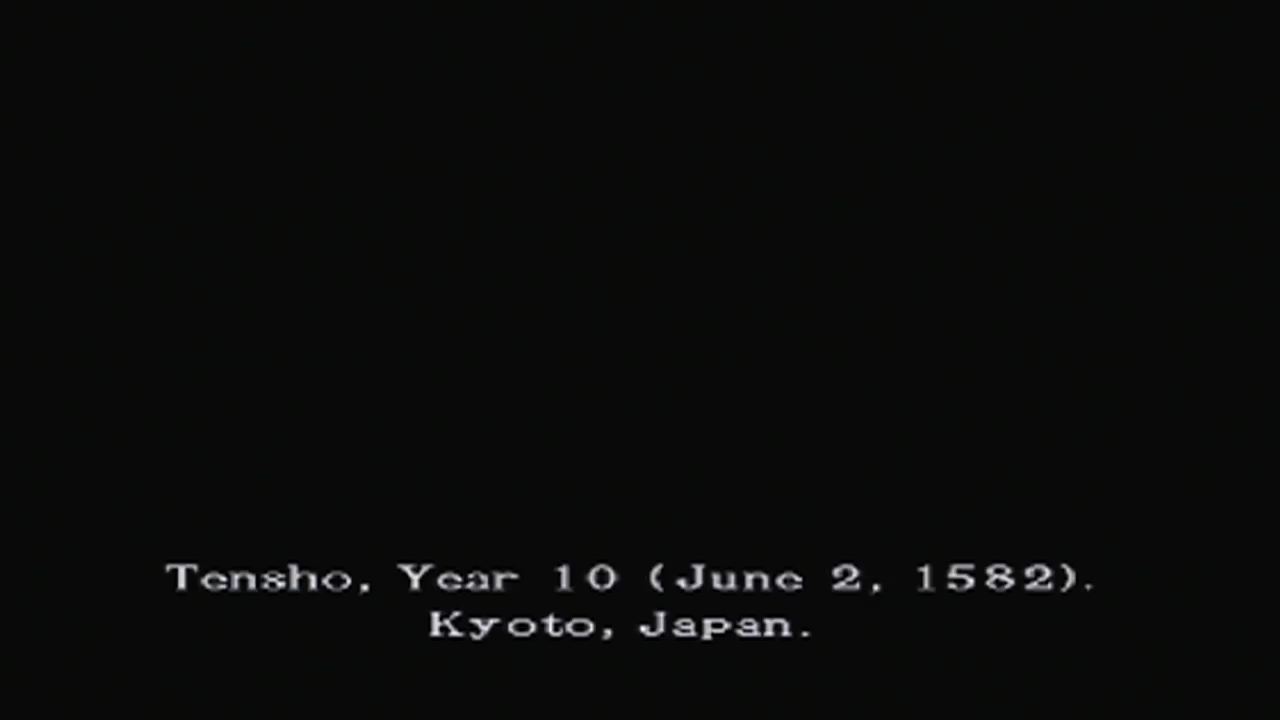 Tensho, Year 10 (June 2, 1582).
Kyoto, Japan.